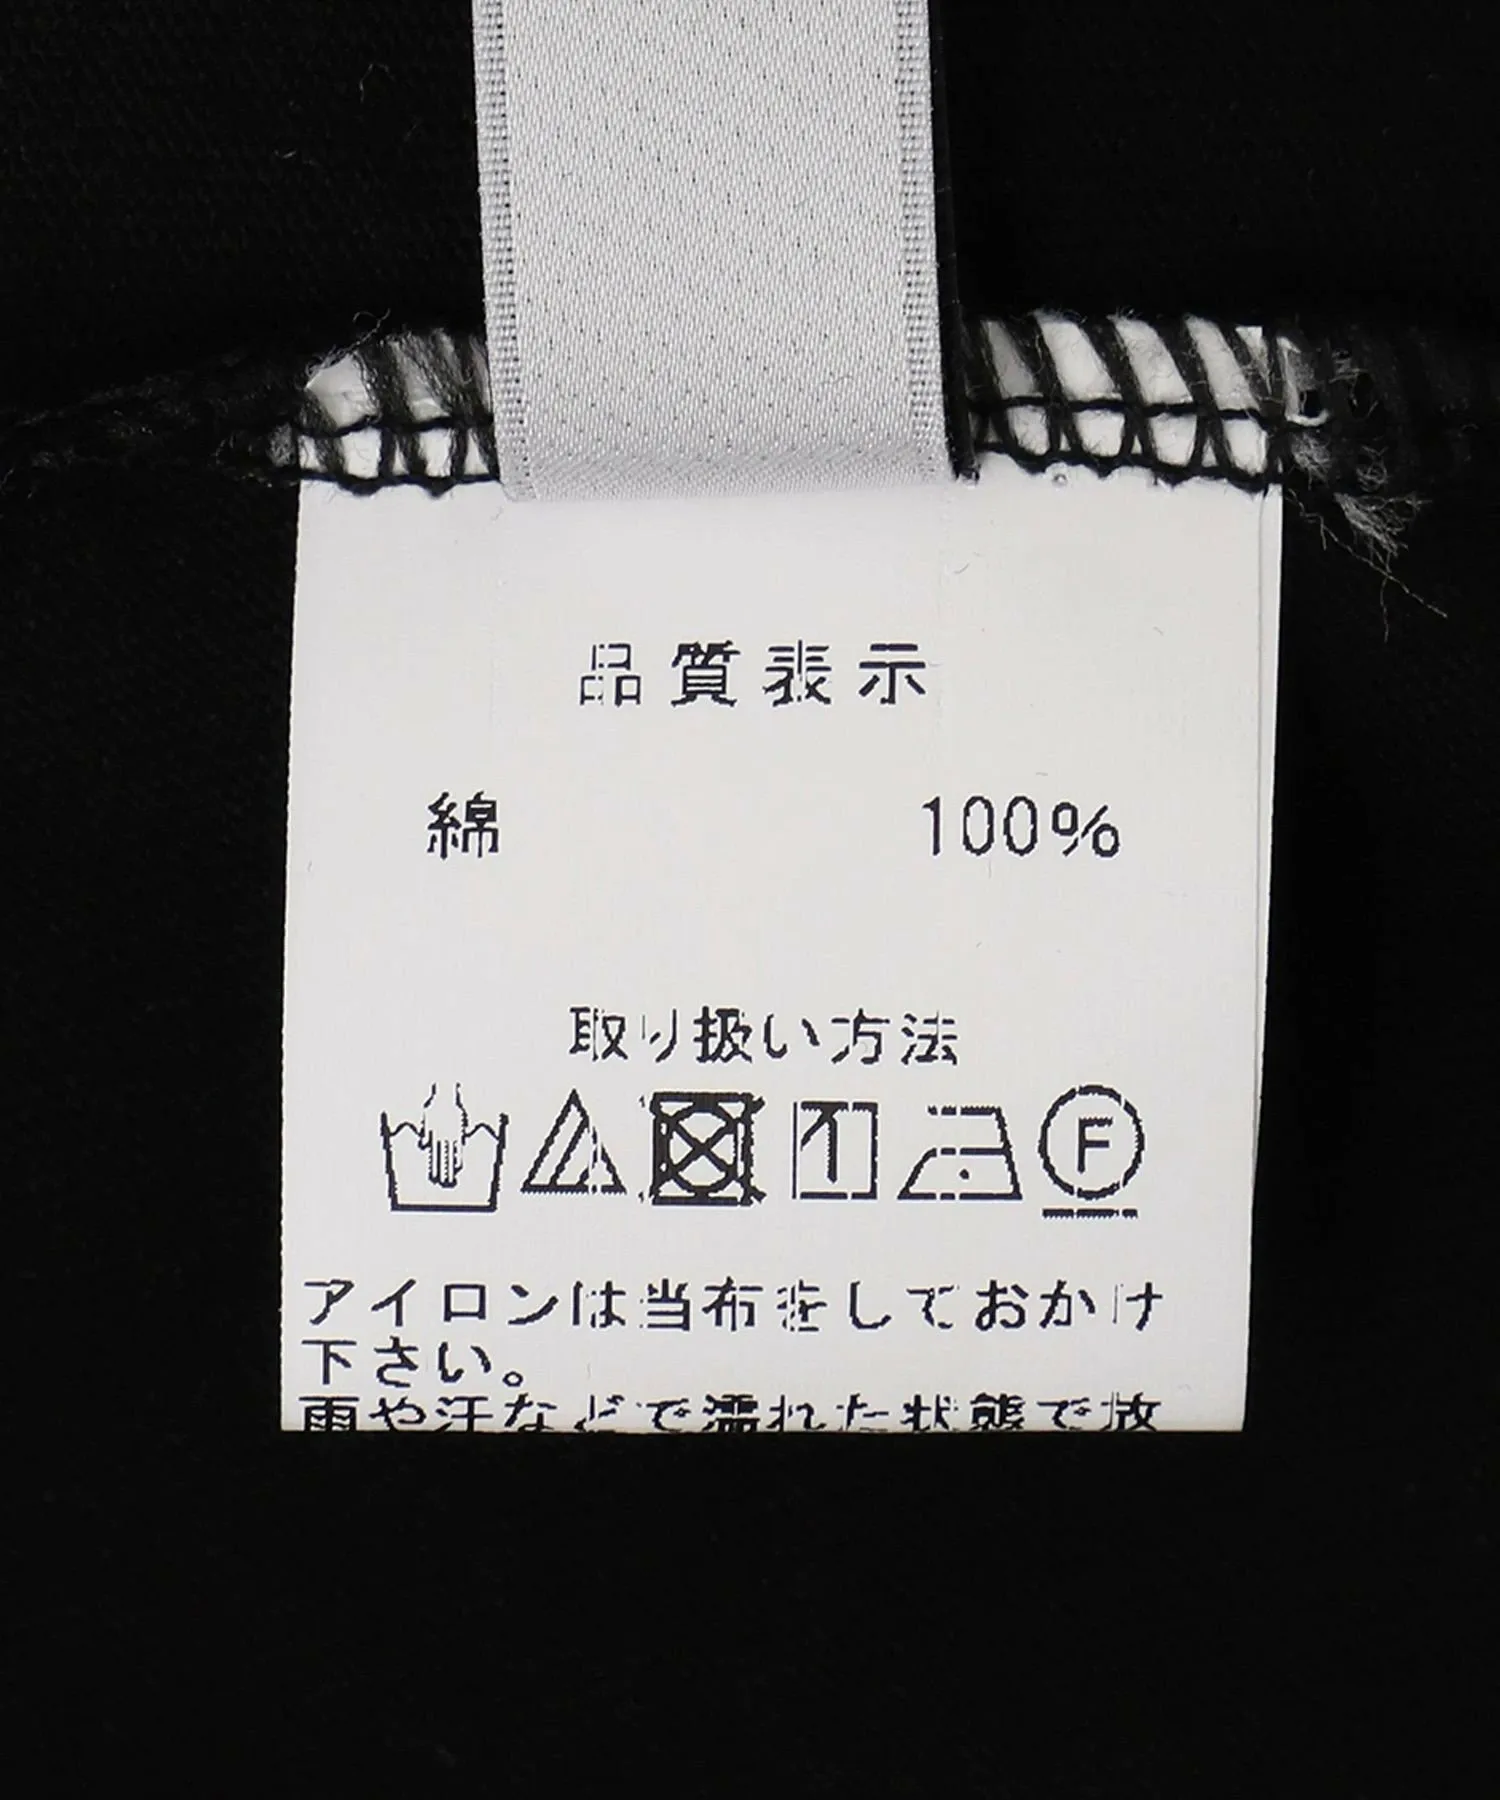 品質表示
綿 100%
取り扱い方法
F
アイロンは当布をしておかけ
下さい。
雨や汗などで濡れた状態で放